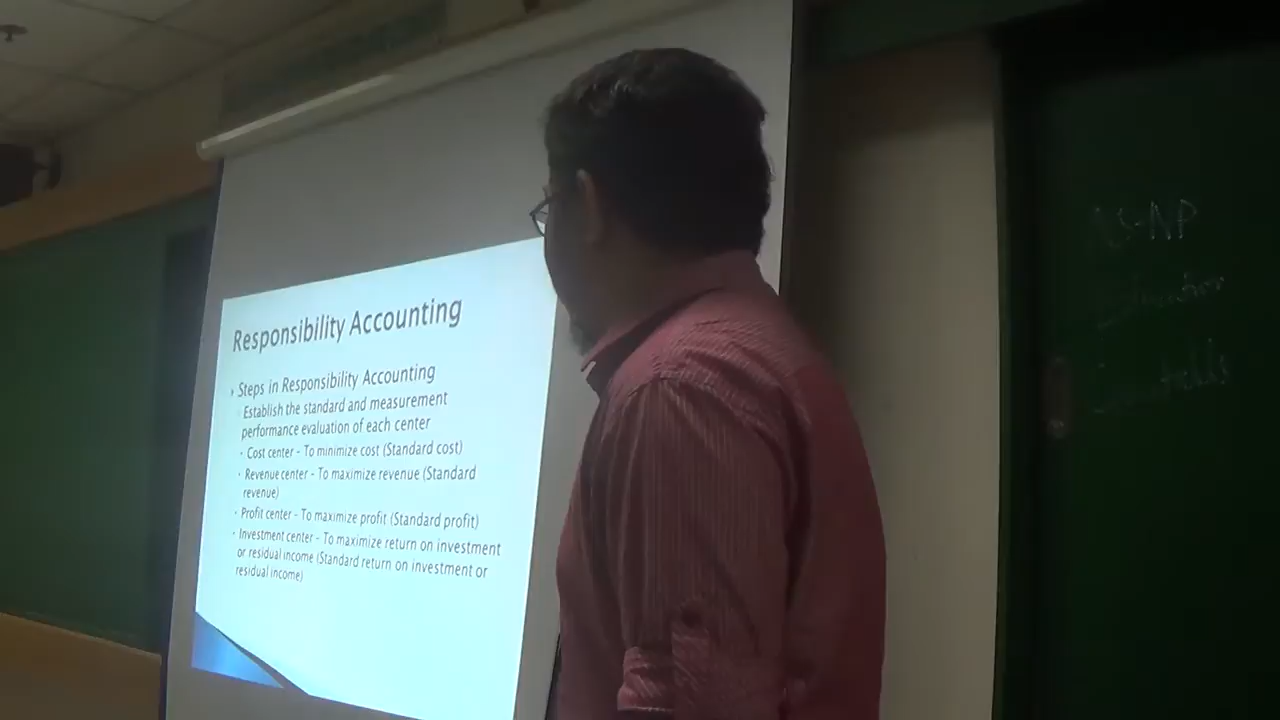 Responsibility Accounting
Steps in Responsibility Accounting
Establish the standard and measurement
performance evaluation of each center
Cost center - To minimize cost (Standard cost)
Revenue center - To maximize revenue (Standard
revenue)
Profit center - To maximize profit (Standard profit)
Investment center - To maximize return on investment
or residual income (Standard return on investment or
residual income)